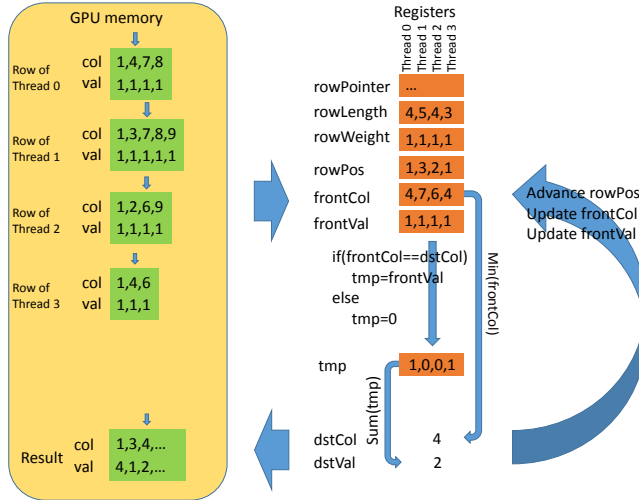 GPU memory
Row of
Thread 0
col 1,4,7,8
val 1,1,1,1
Row of
Thread 1
col 1,3,7,8,9
val 1,1,1,1,1
Row of
Thread 2
col 1,2,6,9
val 1,1,1,1
Row of
Thread 3
col 1,4,6
val 1,1,1
Result
col 1,3,4,...
val 4,1,2,...
Registers
Thread 0
Thread 1
Thread 2
Thread 3
rowPointer ...
rowLength 4,5,4,3
rowWeight 1,1,1,1
rowPos 1,3,2,1
frontCol 4,7,6,4
frontVal 1,1,1,1
if(frontCol==dstCol)
tmp=frontVal
else
tmp=0
Min(frontCol)
tmp 1,0,0,1
Sum(tmp)
dstCol 4
dstVal 2
Advance rowPos
Update frontCol
Update frontVal